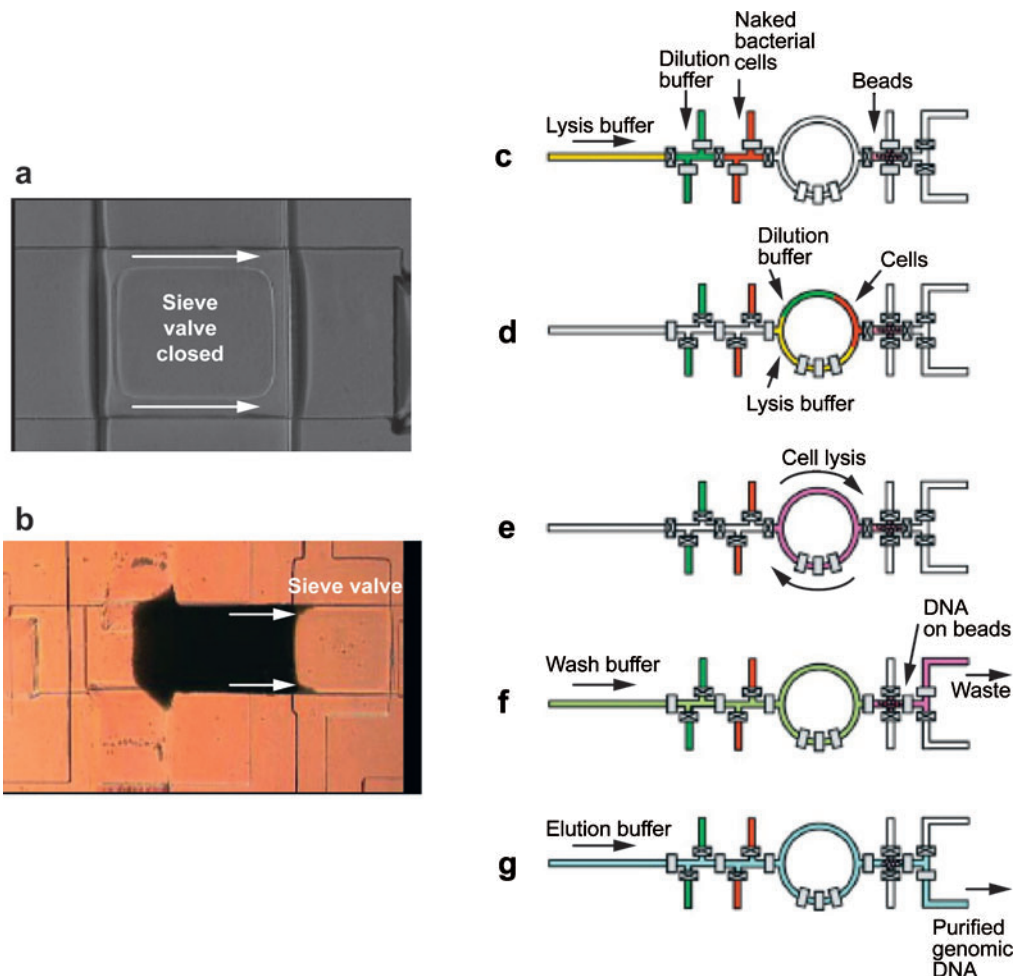 a
Sieve
valve
closed
b
Sieve valve
c
Lysis buffer
Dilution
buffer
Naked
bacterial
cells
Beads
d
Dilution
buffer
Cells
Lysis buffer
e
Cell lysis
f
Wash buffer
DNA
on beads
Waste
g
Elution buffer
Purified
genomic
DNA